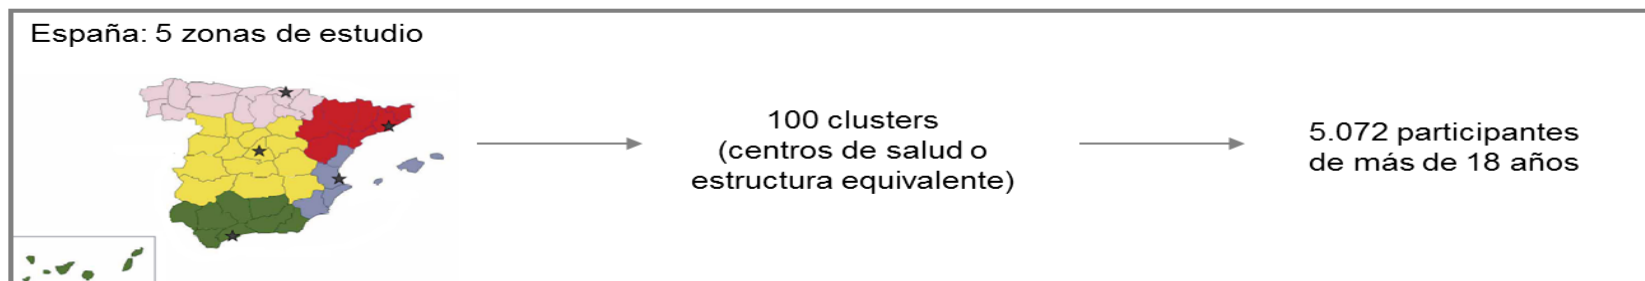 España: 5 zonas de estudio
100 clusters
(centros de salud o
estructura equivalente)
5.072 participantes
de más de 18 años